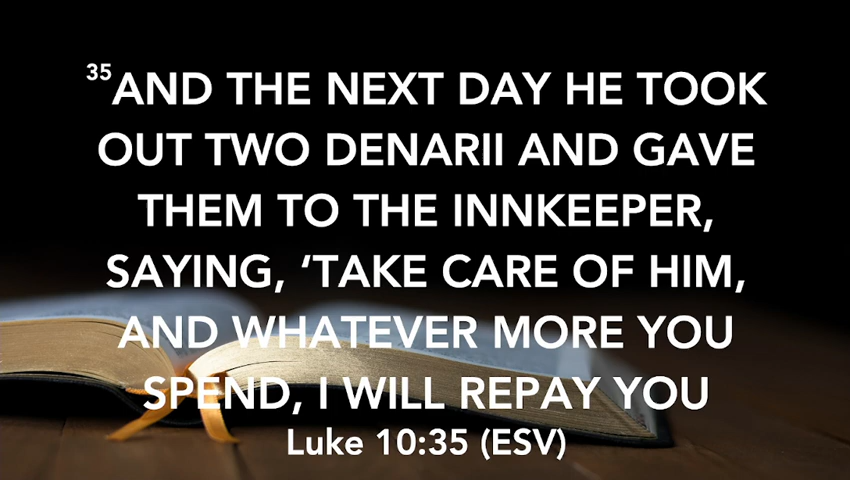 35AND THE NEXT DAY HE TOOK
OUT TWO DENARII AND GAVE
THEM TO THE INNKEEPER,
SAYING, ‘TAKE CARE OF HIM,
AND WHATEVER MORE YOU
SPEND, I WILL REPAY YOU
Luke 10:35 (ESV)